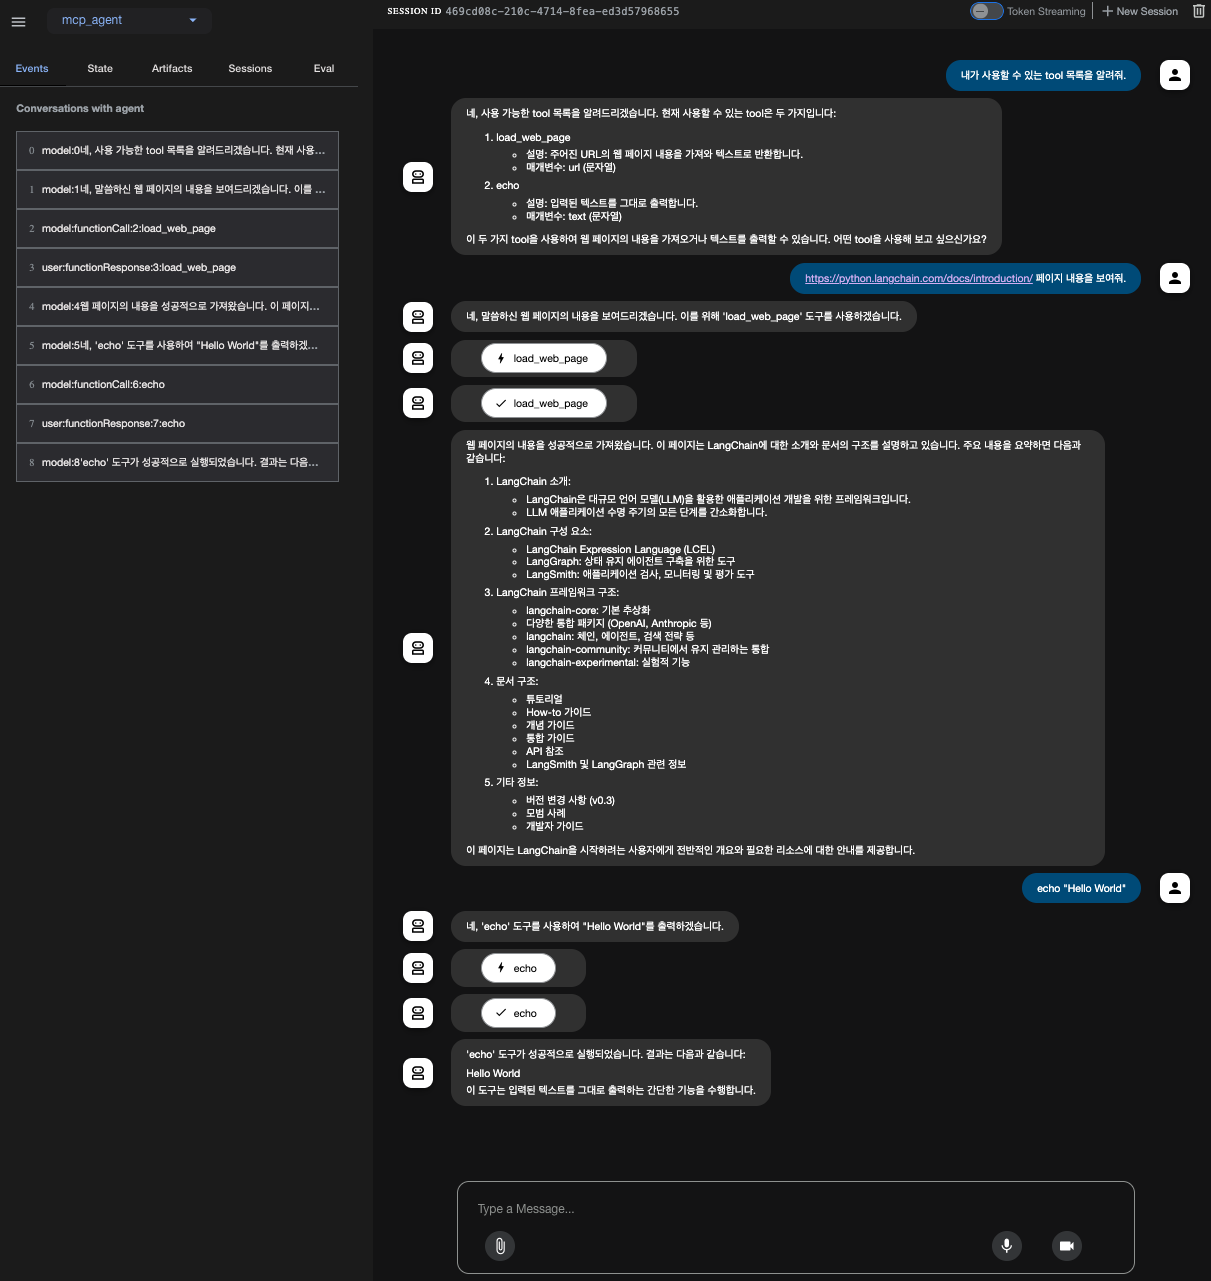 mcp_agent
SESSION ID 469cd08c-210c-4714-8fea-ed3d57968655
Token Streaming
New Session
Events
State
Artifacts
Sessions
Eval
Conversations with agent
0 model:0네, 사용 가능한 tool 목록을 알려드리겠습니다. 현재 사용...
1 model:1네, 말씀하신 웹 페이지의 내용을 보여드리겠습니다. 이를 ...
2 model:functionCall:2:load_web_page
3 user:functionResponse:3:load_web_page
4 model:4웹 페이지의 내용을 성공적으로 가져왔습니다. 이 페이지...
5 model:5네, 'echo' 도구를 사용하여 "Hello World"를 출력하겠...
6 model:functionCall:6:echo
7 user:functionResponse:7:echo
8 model:8'echo' 도구가 성공적으로 실행되었습니다. 결과는 다음...
내가 사용할 수 있는 tool 목록을 알려줘.
네, 사용 가능한 tool 목록을 알려드리겠습니다. 현재 사용할 수 있는 tool은 두 가지입니다:
1. load_web_page
설명: 주어진 URL의 웹 페이지 내용을 가져와 텍스트로 반환합니다.
매개변수: url (문자열)
2. echo
설명: 입력된 텍스트를 그대로 출력합니다.
매개변수: text (문자열)
이 두 가지 tool을 사용하여 웹 페이지의 내용을 가져오거나 텍스트를 출력할 수 있습니다. 어떤 tool을 사용해 보고 싶으신가요?
https://python.langchain.com/docs/introduction/ 페이지 내용을 보여줘.
네, 말씀하신 웹 페이지의 내용을 보여드리겠습니다. 이를 위해 'load_web_page' 도구를 사용하겠습니다.
load_web_page
load_web_page
웹 페이지의 내용을 성공적으로 가져왔습니다. 이 페이지는 LangChain에 대한 소개와 문서의 구조를 설명하고 있습니다. 주요 내용을 요약하면 다음과
같습니다:
1. LangChain 소개:
LangChain은 대규모 언어 모델(LLM)을 활용한 애플리케이션 개발을 위한 프레임워크입니다.
LLM 애플리케이션 수명 주기의 모든 단계를 간소화합니다.
2. LangChain 구성 요소:
LangChain Expression Language (LCEL)
LangGraph: 상태 유지 에이전트 구축을 위한 도구
LangSmith: 애플리케이션 검사, 모니터링 및 평가 도구
3. LangChain 프레임워크 구조:
langchain-core: 기본 추상화
다양한 통합 패키지 (OpenAI, Anthropic 등)
langchain: 체인, 에이전트, 검색 전략 등
langchain-community: 커뮤니티에서 유지 관리하는 통합
langchain-experimental: 실험적 기능
4. 문서 구조:
튜토리얼
How-to 가이드
개념 가이드
통합 가이드
API 참조
LangSmith 및 LangGraph 관련 정보
5. 기타 정보:
버전 변경 사항 (v0.3)
모범 사례
개발자 가이드
이 페이지는 LangChain을 시작하려는 사용자에게 전반적인 개요와 필요한 리소스에 대한 안내를 제공합니다.
echo "Hello World"
네, 'echo' 도구를 사용하여 "Hello World"를 출력하겠습니다.
echo
echo
'echo' 도구가 성공적으로 실행되었습니다. 결과는 다음과 같습니다:
Hello World
이 도구는 입력된 텍스트를 그대로 출력하는 간단한 기능을 수행합니다.
Type a Message...